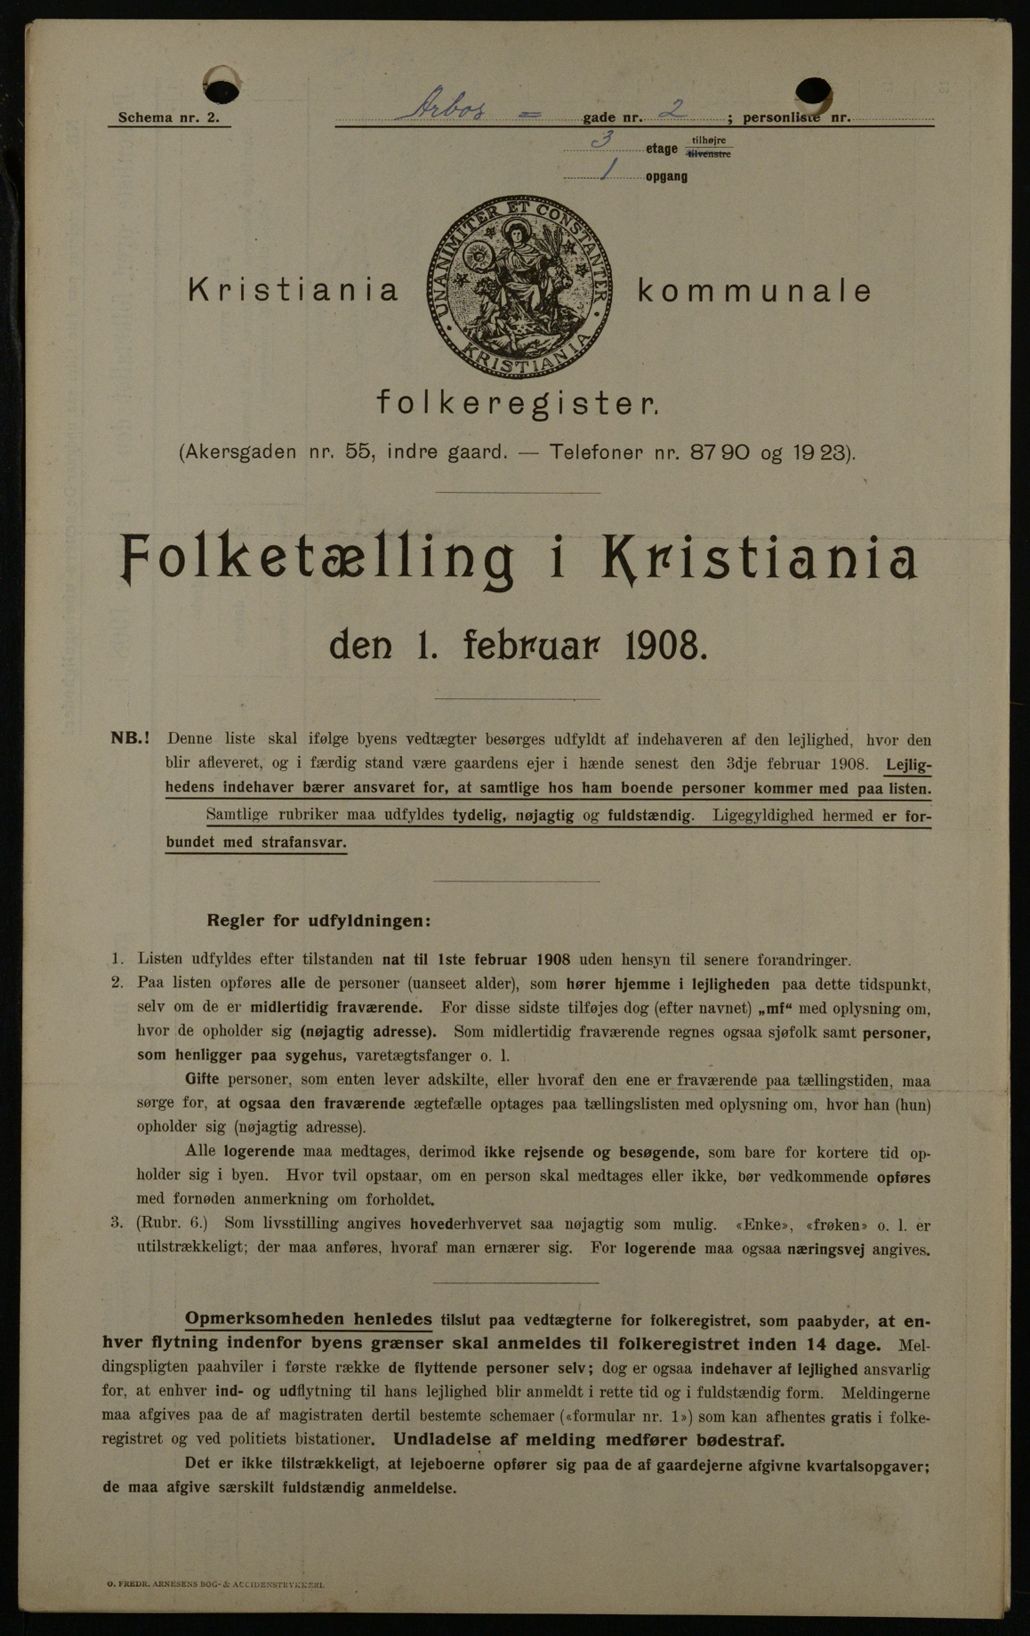 Schema nr. 2.
Arbos = gade nr. 2 ; personliste nr.
3 etage tilhøjre
tilvenstre
1 opgang
UNANIMITER ET CONSTANTER
KRISTIANIA
Kristiania kommunale
folkeregister.
(Akersgaden nr. 55, indre gaard. — Telefoner nr. 87 90 og 19 23).
Folketælling i Kristiania
den 1. februar 1908.
NB.! Denne liste skal ifølge byens vedtægter besørges udfyldt af indehaveren af den lejlighed, hvor den
blir afleveret, og i færdig stand være gaardens ejer i hænde senest den 3dje februar 1908. Lejlig-
hedens indehaver bærer ansvaret for, at samtlige hos ham boende personer kommer med paa listen.
Samtlige rubriker maa udfyldes tydelig, nøjagtig og fuldstændig. Ligegyldighed hermed er for-
bundet med strafansvar.
Regler for udfyldningen:
1. Listen udfyldes efter tilstanden nat til 1ste februar 1908 uden hensyn til senere forandringer.
2. Paa listen opføres alle de personer (uanseet alder), som hører hjemme i lejligheden paa dette tidspunkt,
selv om de er midlertidig fraværende. For disse sidste tilføjes dog (efter navnet) „mf“ med oplysning om,
hvor de opholder sig (nøjagtig adresse). Som midlertidig fraværende regnes ogsaa sjøfolk samt personer,
som henligger paa sygehus, varetægtsfanger o. l.
Gifte personer, som enten lever adskilte, eller hvoraf den ene er fraværende paa tællingstiden, maa
sørge for, at ogsaa den fraværende ægtefælle optages paa tællingslisten med oplysning om, hvor han (hun)
opholder sig (nøjagtig adresse).
Alle logerende maa medtages, derimod ikke rejsende og besøgende, som bare for kortere tid op-
holder sig i byen. Hvor tvil opstaar, om en person skal medtages eller ikke, bør vedkommende opføres
med fornøden anmerkning om forholdet.
3. (Rubr. 6.) Som livsstilling angives hovederhvervet saa nøjagtig som mulig. «Enke», «frøken» o. l. er
utilstrækkeligt; der maa anføres, hvoraf man ernærer sig. For logerende maa ogsaa næringsvej angives.
Opmerksomheden henledes tilslut paa vedtægterne for folkeregistret, som paabyder, at en-
hver flytning indenfor byens grænser skal anmeldes til folkeregistret inden 14 dage. Mel-
dingspligten paahviler i første række de flyttende personer selv; dog er ogsaa indehaver af lejlighed ansvarlig
for, at enhver ind- og udflytning til hans lejlighed blir anmeldt i rette tid og i fuldstændig form. Meldingerne
maa afgives paa de af magistraten dertil bestemte schemaer («formular nr. 1») som kan afhentes gratis i folke-
registret og ved politiets bistationer. Undladelse af melding medfører bødestraf.
Det er ikke tilstrækkeligt, at lejeboerne opfører sig paa de af gaardejerne afgivne kvartalsopgaver;
de maa afgive særskilt fuldstændig anmeldelse.
O. FREDR. ARNESENS BOG- & ACCIDENSTRYKKERI.